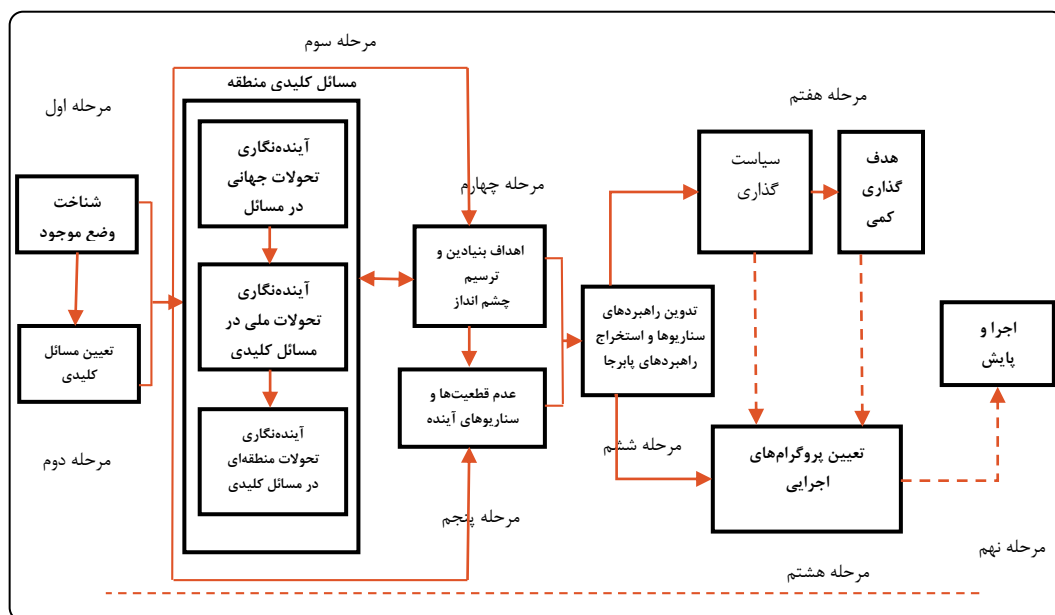 مرحله سوم
مسائل کلیدی منطقه
مرحله هفتم
مرحله اول
شناخت
وضع موجود
تعیین مسائل
کلیدی
مرحله دوم
آینده‌نگاری
تحولات جهانی
در مسائل
آینده‌نگاری
تحولات ملی در
مسائل کلیدی
آینده‌نگاری
تحولات منطقه‌ای
در مسائل کلیدی
مرحله چهارم
اهداف بنیادین و
ترسیم
چشم انداز
عدم قطعیت‌ها و
سناریوهای آینده
مرحله پنجم
تدوین راهبردهای
سناریوها و استخراج
راهبردهای پابرجا
مرحله ششم
سیاست
گذاری
هدف
گذاری
کمی
تعیین پروگرام‌های
اجرایی
مرحله هشتم
اجرا و
پایش
مرحله نهم